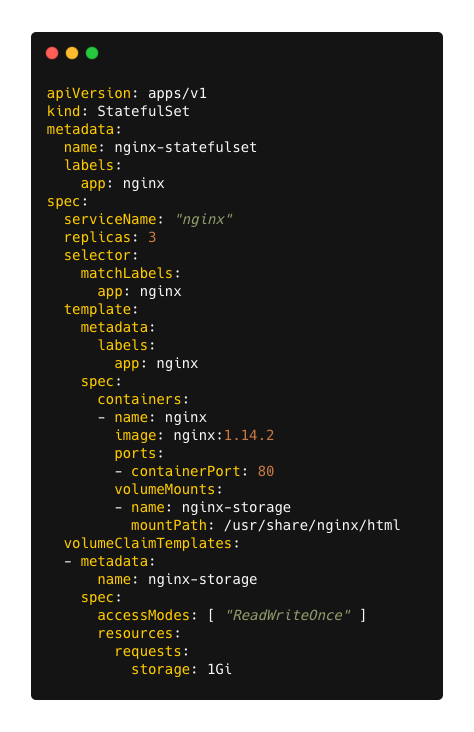 apiVersion: apps/v1
kind: StatefulSet
metadata:
  name: nginx-statefulset
  labels:
    app: nginx
spec:
  serviceName: "nginx"
  replicas: 3
  selector:
    matchLabels:
      app: nginx
  template:
    metadata:
      labels:
        app: nginx
    spec:
      containers:
      - name: nginx
        image: nginx:1.14.2
        ports:
        - containerPort: 80
        volumeMounts:
        - name: nginx-storage
          mountPath: /usr/share/nginx/html
  volumeClaimTemplates:
  - metadata:
      name: nginx-storage
    spec:
      accessModes: [ "ReadWriteOnce" ]
      resources:
        requests:
          storage: 1Gi